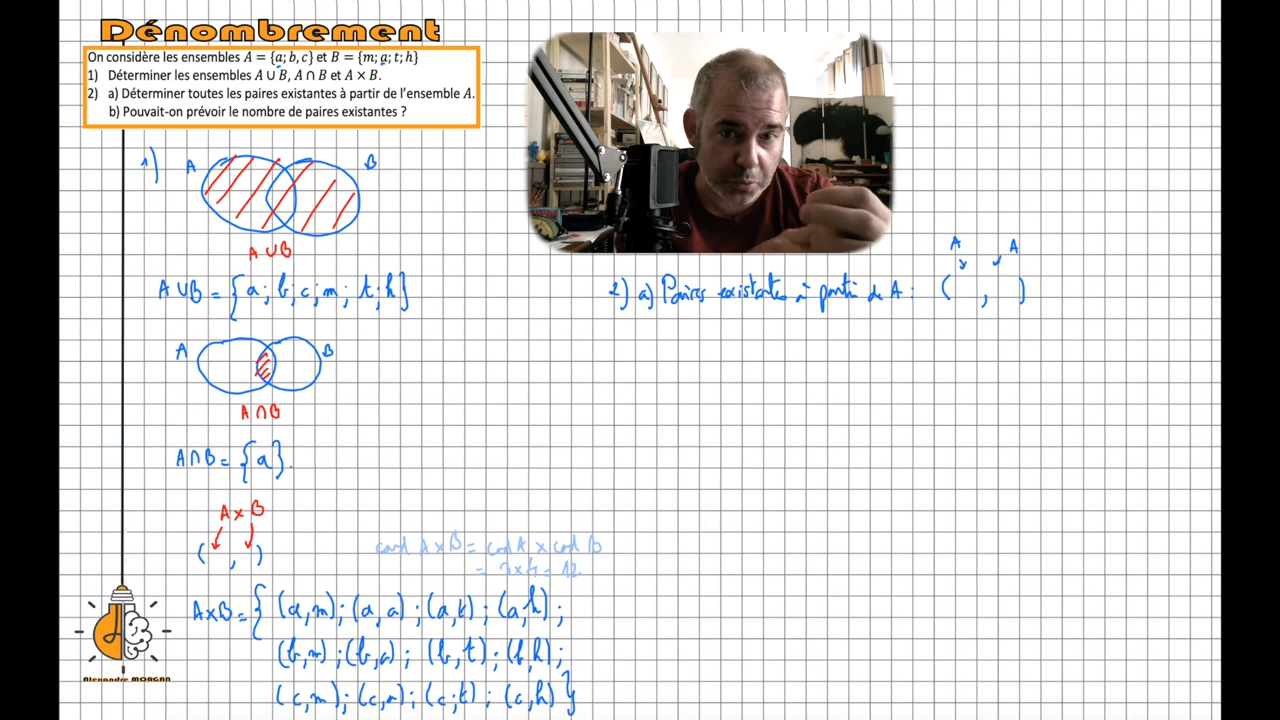 Dénombrement
On considère les ensembles A = {a; b, c} et B = {m; a; t; h}
1) Déterminer les ensembles A ∪ B, A ∩ B et A × B.
2) a) Déterminer toutes les paires existantes à partir de l'ensemble A.
b) Pouvait-on prévoir le nombre de paires existantes ?
1)
A B
A ∪ B
A∪B = {a; b; c; m; t; h}
A B
A ∩ B
A∩B = {a}.
A × B
( , )
card A×B = card A × card B
= 3×4 = 12
A×B = { (a,m); (a,a); (a,t); (a,h);
(b,m); (b,a); (b,t); (b,h);
(c,m); (c,a); (c;t); (c,h) }
Alexandre MORGAN
A A
2) a) Paires existantes à partir de A : ( , )